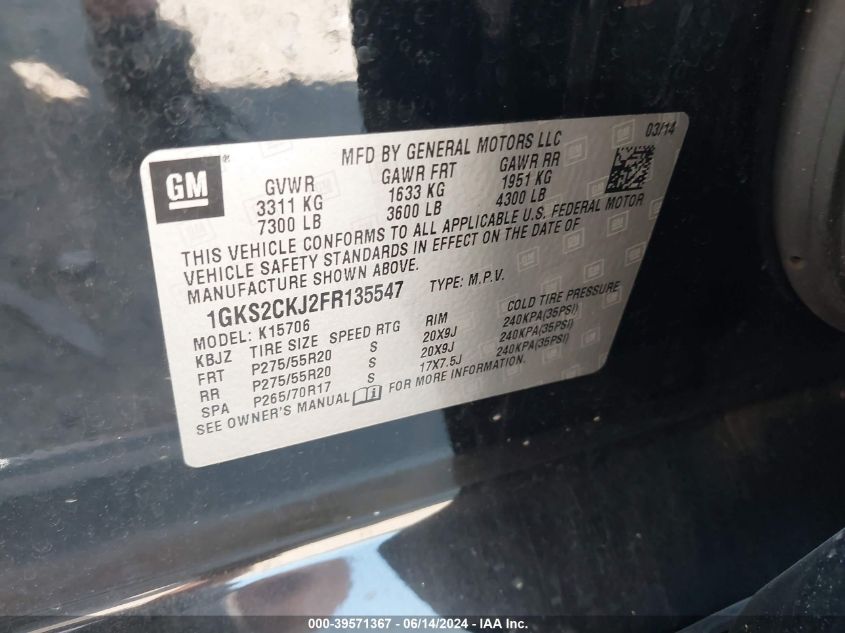 GM
MFD BY GENERAL MOTORS LLC 03/14
GVWR GAWR FRT GAWR RR
3311 KG 1633 KG 1951 KG
7300 LB 3600 LB 4300 LB
THIS VEHICLE CONFORMS TO ALL APPLICABLE U.S. FEDERAL MOTOR
VEHICLE SAFETY STANDARDS IN EFFECT ON THE DATE OF
MANUFACTURE SHOWN ABOVE.
1GKS2CKJ2FR135547 TYPE: M.P.V.
MODEL: K15706
KBJZ TIRE SIZE SPEED RTG RIM COLD TIRE PRESSURE
FRT P275/55R20 S 20X9J 240KPA(35PSI)
RR P275/55R20 S 20X9J 240KPA(35PSI)
SPA P265/70R17 S 17X7.5J 240KPA(35PSI)
SEE OWNER'S MANUAL FOR MORE INFORMATION.
000-39571367 - 06/14/2024 - IAA Inc.